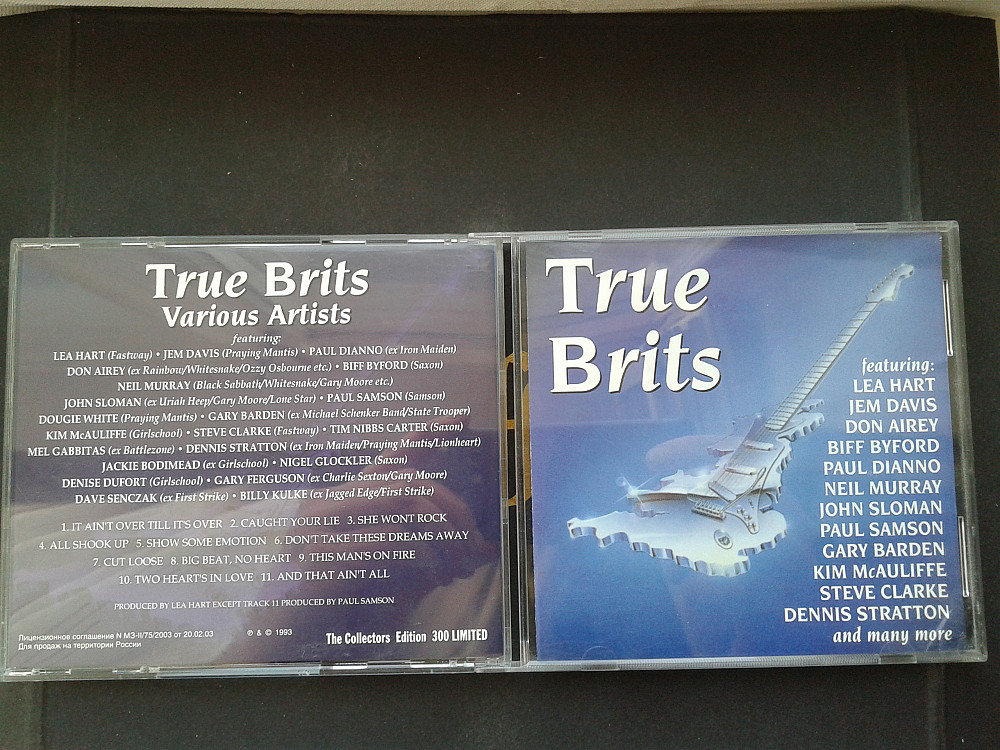 True Brits
Various Artists
featuring:
LEA HART (Fastway) • JEM DAVIS (Praying Mantis) • PAUL DIANNO (ex Iron Maiden)
DON AIREY (ex Rainbow/Whitesnake/Ozzy Osbourne etc.) • BIFF BYFORD (Saxon)
NEIL MURRAY (Black Sabbath/Whitesnake/Gary Moore etc.)
JOHN SLOMAN (ex Uriah Heep/Gary Moore/Lone Star) • PAUL SAMSON (Samson)
DOUGIE WHITE (Praying Mantis) • GARY BARDEN (ex Michael Schenker Band/State Trooper)
KIM McAULIFFE (Girlschool) • STEVE CLARKE (Fastway) • TIM NIBBS CARTER (Saxon)
MEL GABBITAS (ex Battlezone) • DENNIS STRATTON (ex Iron Maiden/Praying Mantis/Lionheart)
JACKIE BODIMEAD (ex Girlschool) • NIGEL GLOCKLER (Saxon)
DENISE DUFORT (Girlschool) • GARY FERGUSON (ex Charlie Sexton/Gary Moore)
DAVE SENCZAK (ex First Strike) • BILLY KULKE (ex Jagged Edge/First Strike)
1. IT AIN'T OVER TILL IT'S OVER 2. CAUGHT YOUR LIE 3. SHE WONT ROCK
4. ALL SHOOK UP 5. SHOW SOME EMOTION 6. DON'T TAKE THESE DREAMS AWAY
7. CUT LOOSE 8. BIG BEAT, NO HEART 9. THIS MAN'S ON FIRE
10. TWO HEART'S IN LOVE 11. AND THAT AIN'T ALL
PRODUCED BY LEA HART EXCEPT TRACK 11 PRODUCED BY PAUL SAMSON
Лицензионное соглашение N МЗ-II/75/2003 от 20.02.03
Для продаж на территории России
℗ & © 1993
The Collectors Edition 300 LIMITED
True
Brits
featuring:
LEA HART
JEM DAVIS
DON AIREY
BIFF BYFORD
PAUL DIANNO
NEIL MURRAY
JOHN SLOMAN
PAUL SAMSON
GARY BARDEN
KIM McAULIFFE
STEVE CLARKE
DENNIS STRATTON
and many more